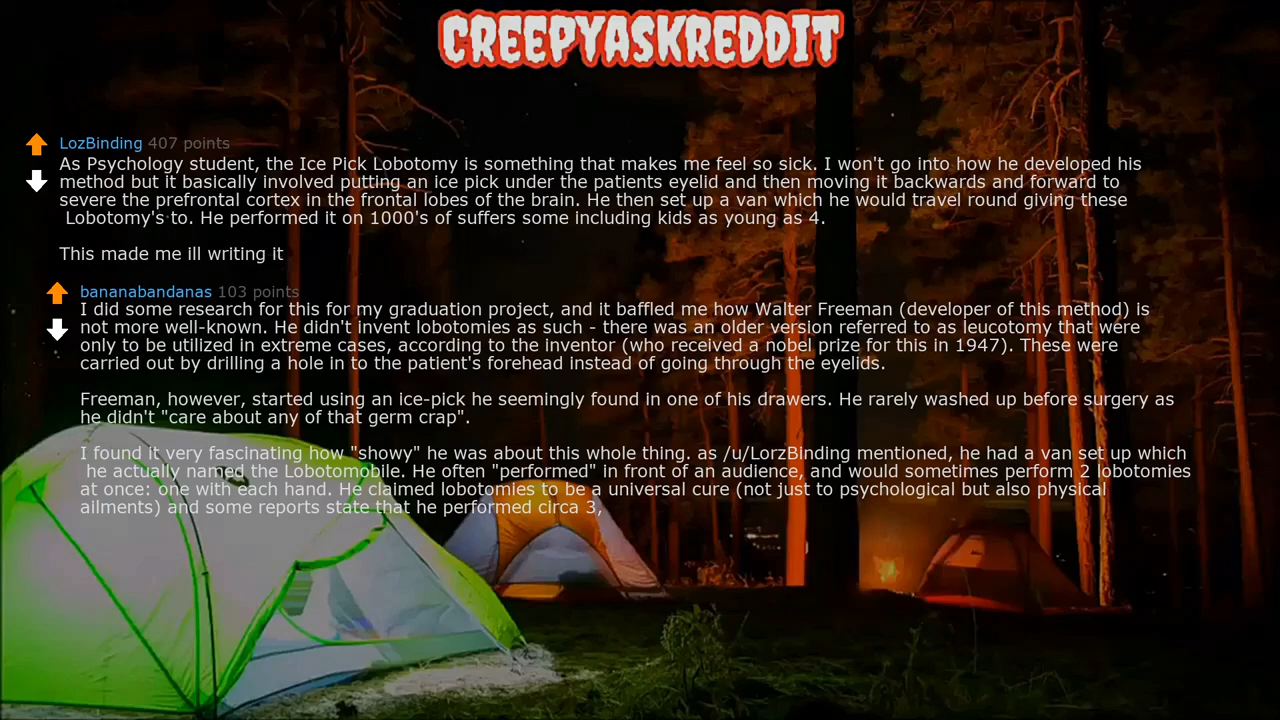 CREEPYASKREDDIT
LozBinding 407 points
As Psychology student, the Ice Pick Lobotomy is something that makes me feel so sick. I won't go into how he developed his
method but it basically involved putting an ice pick under the patients eyelid and then moving it backwards and forward to
severe the prefrontal cortex in the frontal lobes of the brain. He then set up a van which he would travel round giving these
Lobotomy's to. He performed it on 1000's of suffers some including kids as young as 4.
This made me ill writing it
bananabandanas 103 points
I did some research for this for my graduation project, and it baffled me how Walter Freeman (developer of this method) is
not more well-known. He didn't invent lobotomies as such - there was an older version referred to as leucotomy that were
only to be utilized in extreme cases, according to the inventor (who received a nobel prize for this in 1947). These were
carried out by drilling a hole in to the patient's forehead instead of going through the eyelids.
Freeman, however, started using an ice-pick he seemingly found in one of his drawers. He rarely washed up before surgery as
he didn't "care about any of that germ crap".
I found it very fascinating how "showy" he was about this whole thing. as /u/LorzBinding mentioned, he had a van set up which
he actually named the Lobotomobile. He often "performed" in front of an audience, and would sometimes perform 2 lobotomies
at once: one with each hand. He claimed lobotomies to be a universal cure (not just to psychological but also physical
ailments) and some reports state that he performed circa 3,